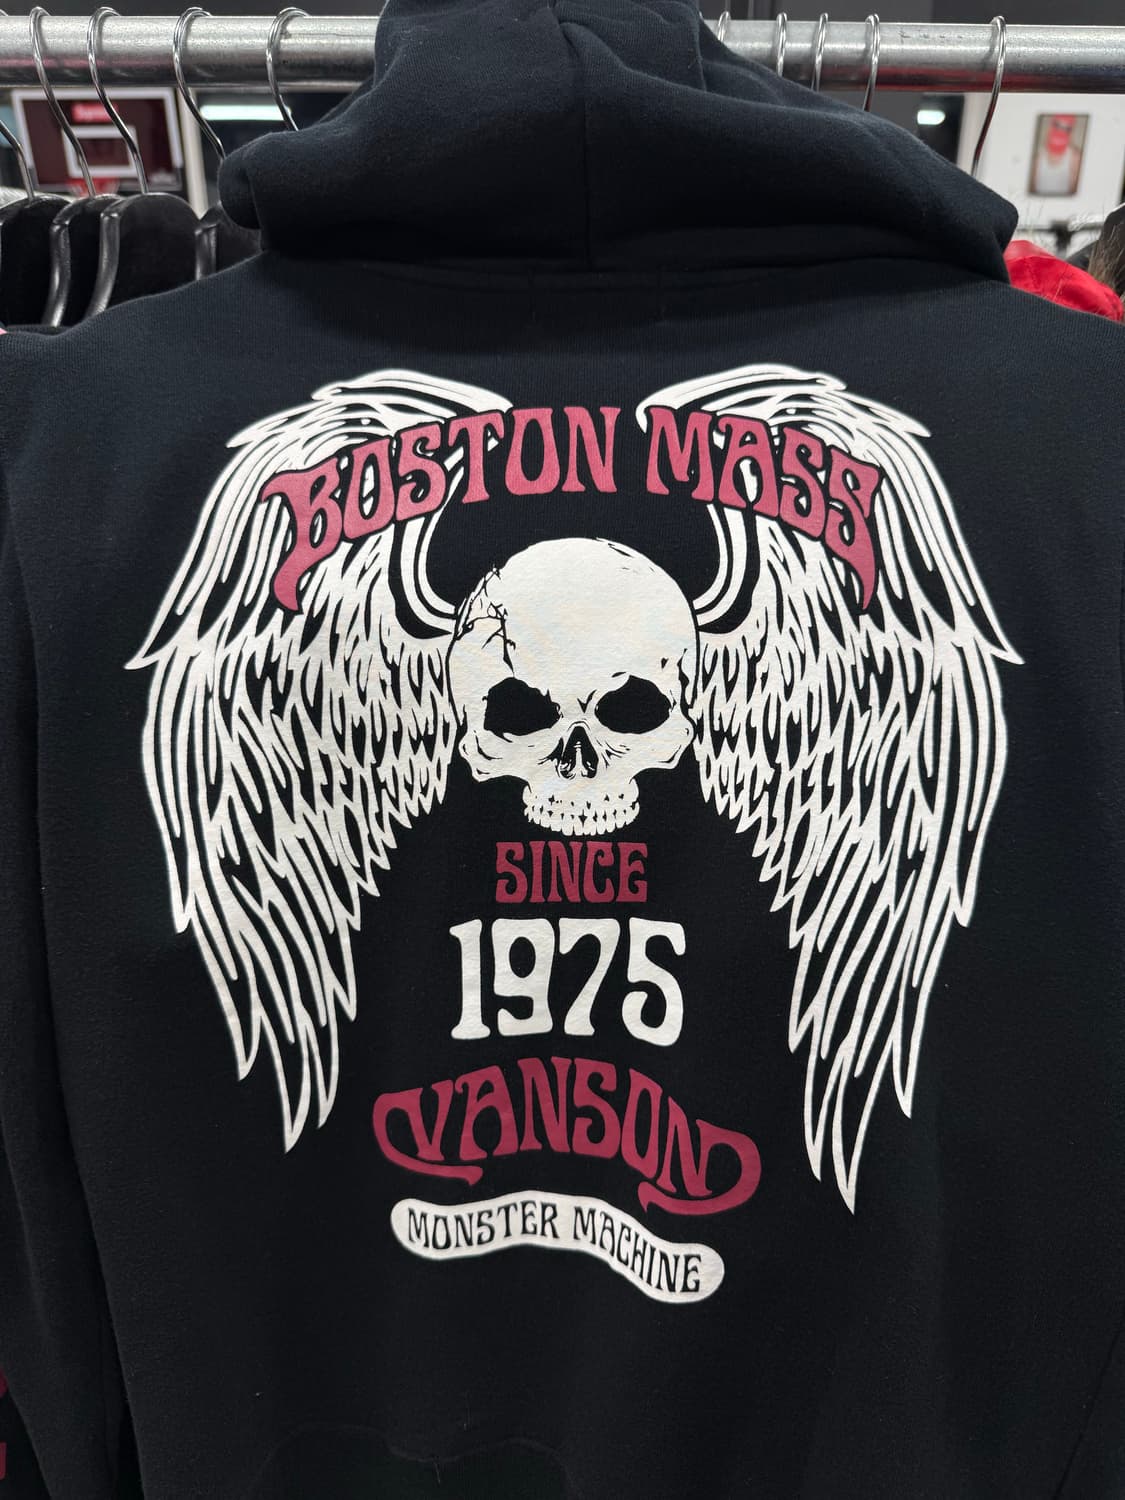 BOSTON MASS
SINCE
1975
VANSON
MONSTER MACHINE